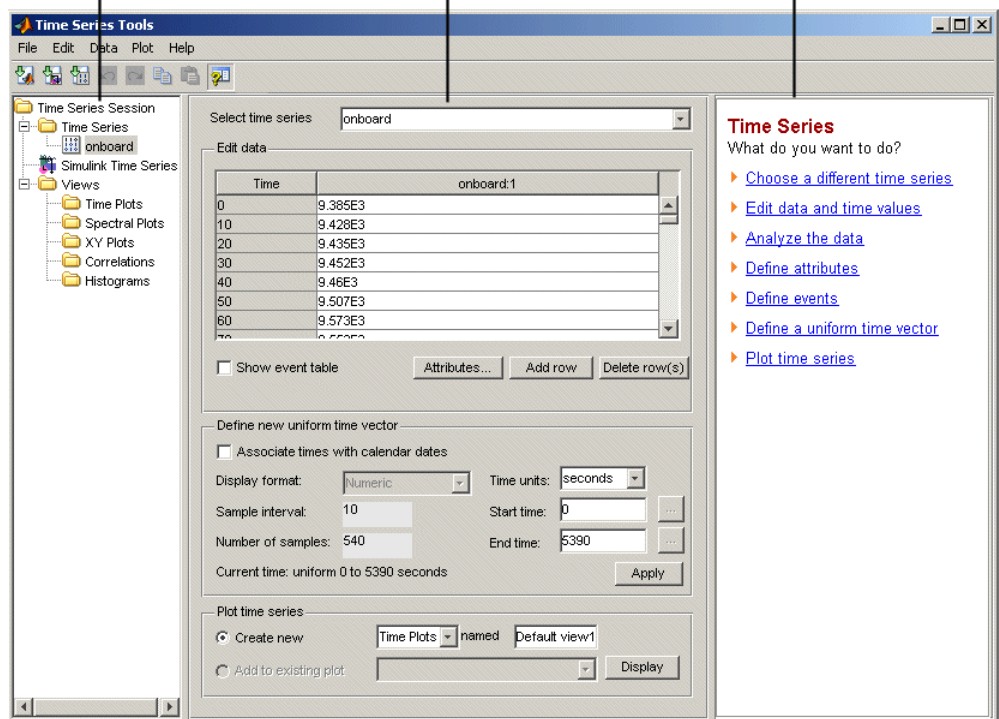 Time Series Tools
File Edit Data Plot Help
Time Series Session
Time Series
onboard
Simulink Time Series
Views
Time Plots
Spectral Plots
XY Plots
Correlations
Histograms
Select time series onboard
Edit data
Time onboard:1
0 9.385E3
10 9.428E3
20 9.435E3
30 9.452E3
40 9.46E3
50 9.507E3
60 9.573E3
Show event table Attributes... Add row Delete row(s)
Define new uniform time vector
Associate times with calendar dates
Display format: Numeric Time units: seconds
Sample interval: 10 Start time: 0 ...
Number of samples: 540 End time: 5390 ...
Current time: uniform 0 to 5390 seconds Apply
Plot time series
Create new Time Plots named Default view1
Add to existing plot Display
Time Series
What do you want to do?
Choose a different time series
Edit data and time values
Analyze the data
Define attributes
Define events
Define a uniform time vector
Plot time series